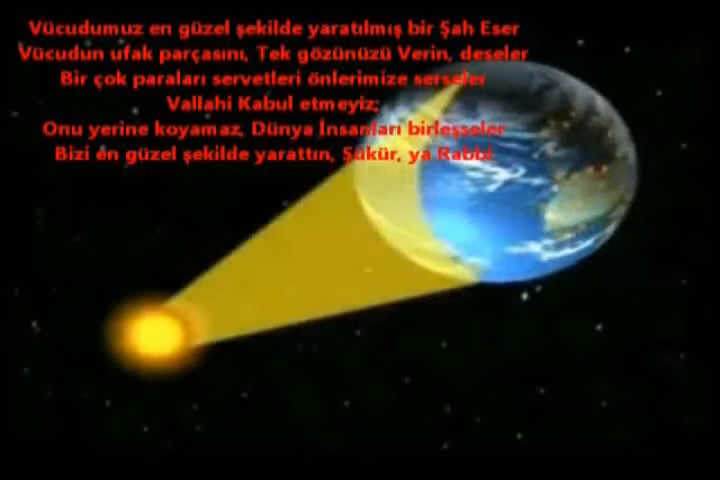 Vücudumuz en güzel şekilde yaratılmış bir Şah Eser
Vücudun ufak parçasını, Tek gözünüzü Verin, deseler
Bir çok paraları servetleri önlerimize serseler
Vallahi Kabul etmeyiz;
Onu yerine koyamaz, Dünya İnsanları birleşseler
Bizi en güzel şekilde yarattın, Şükür, ya Rabbi